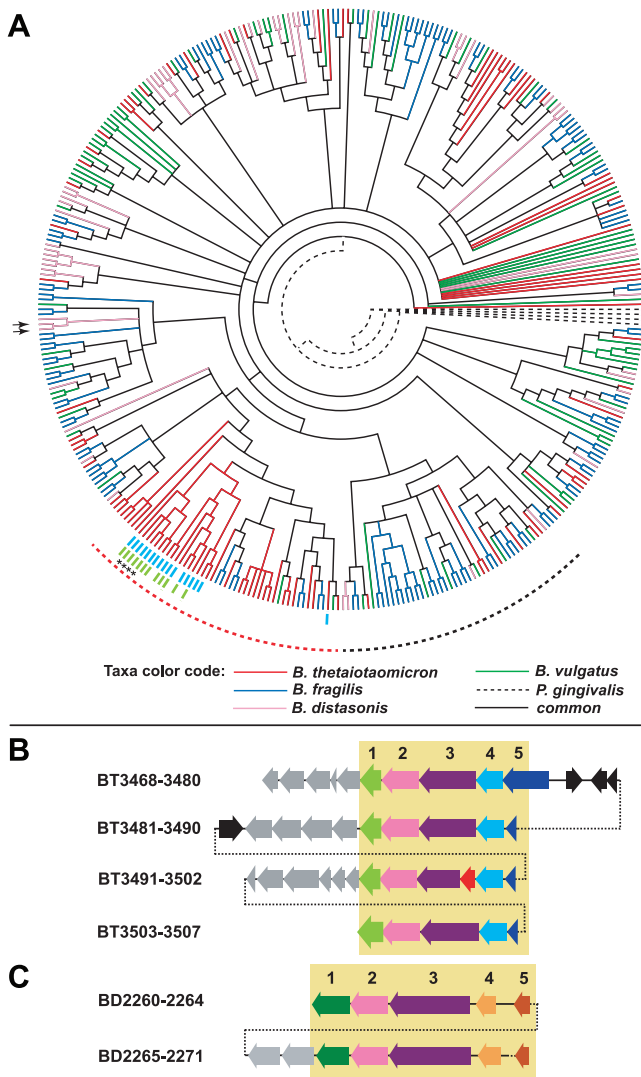 A
****
Taxa color code:
B. thetaiotaomicron
B. vulgatus
B. fragilis
P. gingivalis
B. distasonis
common
B
1 2 3 4 5
BT3468-3480
BT3481-3490
BT3491-3502
BT3503-3507
C
1 2 3 4 5
BD2260-2264
BD2265-2271